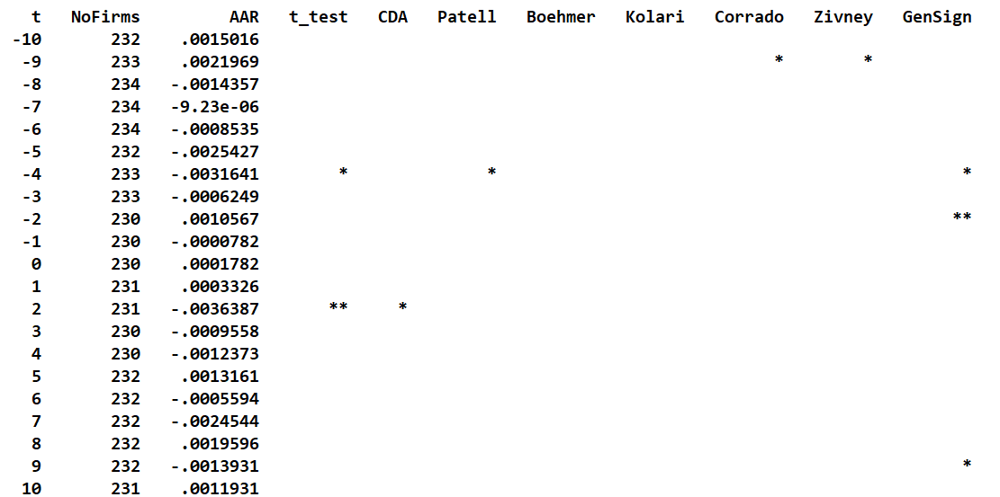 t NoFirms AAR t_test CDA Patell Boehmer Kolari Corrado Zivney GenSign
-10 232 .0015016
-9 233 .0021969 * *
-8 234 -.0014357
-7 234 -9.23e-06
-6 234 -.0008535
-5 232 -.0025427
-4 233 -.0031641 * * *
-3 233 -.0006249
-2 230 .0010567 **
-1 230 -.0000782
0 230 .0001782
1 231 .0003326
2 231 -.0036387 ** *
3 230 -.0009558
4 230 -.0012373
5 232 .0013161
6 232 -.0005594
7 232 -.0024544
8 232 .0019596
9 232 -.0013931 *
10 231 .0011931